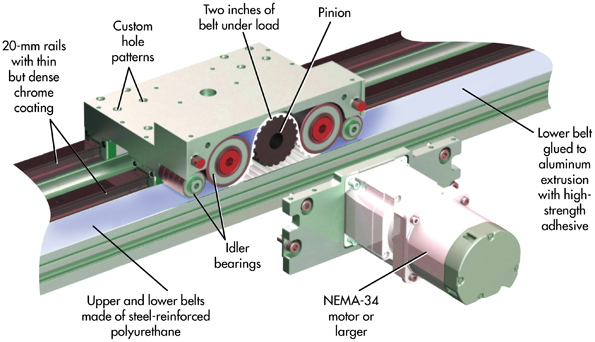 20-mm rails
with thin
but dense
chrome
coating
Custom
hole
patterns
Two inches of
belt under load
Pinion
Lower belt
glued to
aluminum
extrusion
with high-
strength
adhesive
Idler
bearings
Upper and lower belts
made of steel-reinforced
polyurethane
NEMA-34
motor or
larger